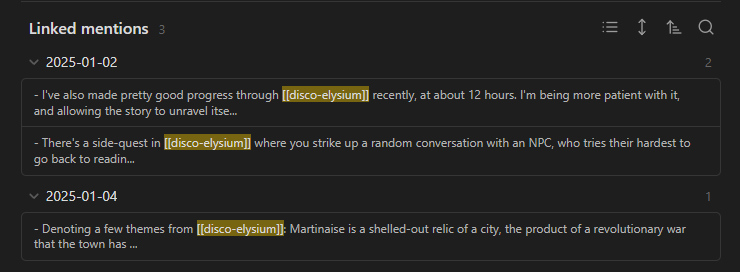 Linked mentions 3
2025-01-02 2
- I've also made pretty good progress through [[disco-elysium]] recently, at about 12 hours. I'm being more patient with it,
and allowing the story to unravel itse...
- There's a side-quest in [[disco-elysium]] where you strike up a random conversation with an NPC, who tries their hardest to
go back to readin...
2025-01-04 1
- Denoting a few themes from [[disco-elysium]]: Martinaise is a shelled-out relic of a city, the product of a revolutionary war
that the town has ...